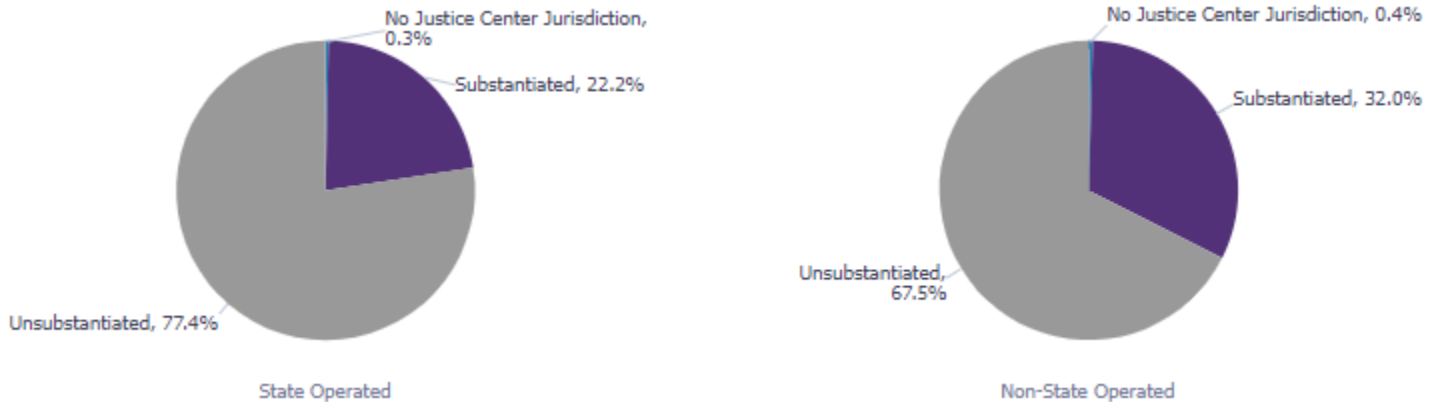 No Justice Center Jurisdiction,
0.3%
Substantiated, 22.2%
Unsubstantiated, 77.4%
State Operated
No Justice Center Jurisdiction, 0.4%
Substantiated, 32.0%
Unsubstantiated,
67.5%
Non-State Operated